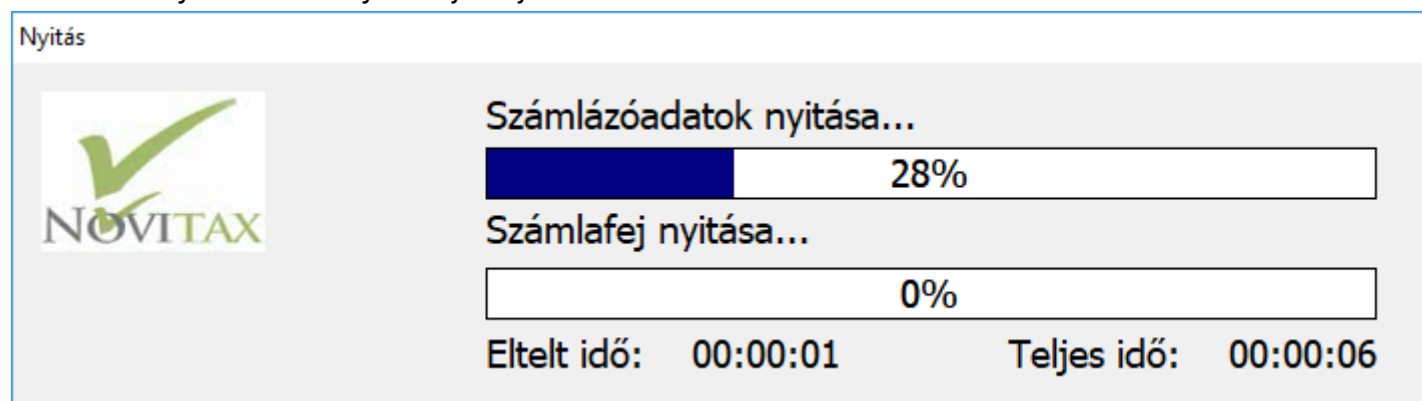 Nyitás
NOVITAX
Számlázóadatok nyitása...
28%
Számlafej nyitása...
0%
Eltelt idő: 00:00:01 Teljes idő: 00:00:06